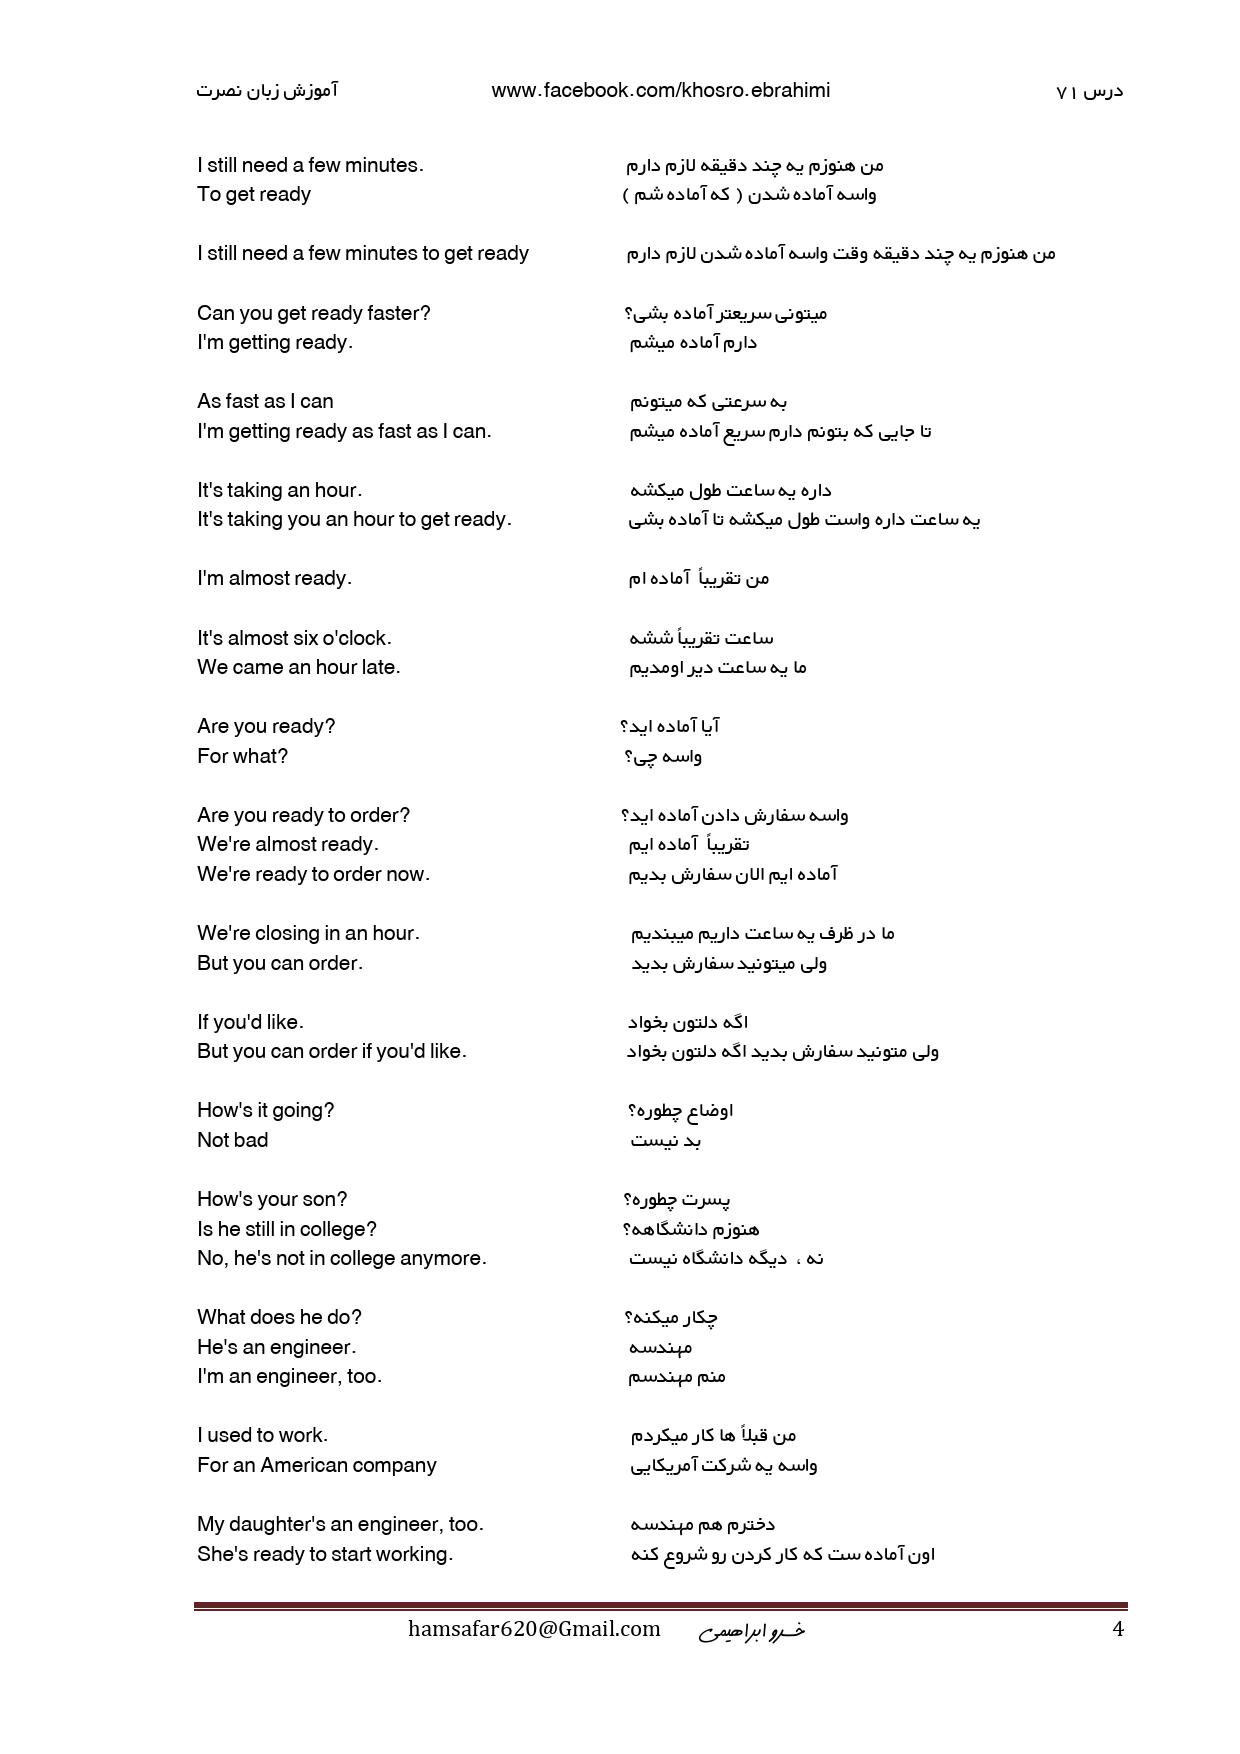 آموزش زبان نصرت www.facebook.com/khosro.ebrahimi درس ۷۱
I still need a few minutes. من هنوزم یه چند دقیقه لازم دارم
To get ready واسه آماده شدن ( که آماده شم )
I still need a few minutes to get ready من هنوزم یه چند دقیقه وقت واسه آماده شدن لازم دارم
Can you get ready faster? میتونی سریعتر آماده بشی؟
I'm getting ready. دارم آماده میشم
As fast as I can به سرعتی که میتونم
I'm getting ready as fast as I can. تا جایی که بتونم دارم سریع آماده میشم
It's taking an hour. داره یه ساعت طول میکشه
It's taking you an hour to get ready. یه ساعت داره واست طول میکشه تا آماده بشی
I'm almost ready. من تقریباً آماده ام
It's almost six o'clock. ساعت تقریباً ششه
We came an hour late. ما یه ساعت دیر اومدیم
Are you ready? آیا آماده اید؟
For what? واسه چی؟
Are you ready to order? واسه سفارش دادن آماده اید؟
We're almost ready. تقریباً آماده ایم
We're ready to order now. آماده ایم الان سفارش بدیم
We're closing in an hour. ما در ظرف یه ساعت داریم میبندیم
But you can order. ولی میتونید سفارش بدید
If you'd like. اگه دلتون بخواد
But you can order if you'd like. ولی متونید سفارش بدید اگه دلتون بخواد
How's it going? اوضاع چطوره؟
Not bad بد نیست
How's your son? پسرت چطوره؟
Is he still in college? هنوزم دانشگاهه؟
No, he's not in college anymore. نه ، دیگه دانشگاه نیست
What does he do? چکار میکنه؟
He's an engineer. مهندسه
I'm an engineer, too. منم مهندسم
I used to work. من قبلاً ها کار میکردم
For an American company واسه یه شرکت آمریکایی
My daughter's an engineer, too. دخترم هم مهندسه
She's ready to start working. اون آماده ست که کار کردن رو شروع کنه
hamsafar620@Gmail.com خسرو ابراهیمی 4